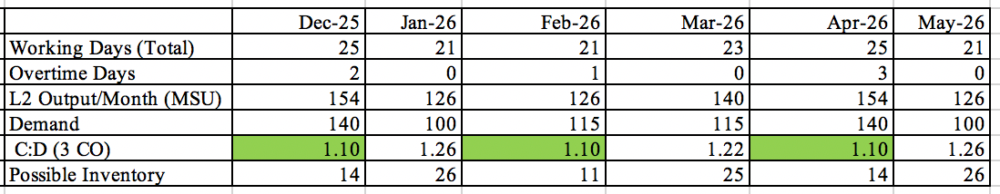 Dec-25 Jan-26 Feb-26 Mar-26 Apr-26 May-26
Working Days (Total) 25 21 21 23 25 21
Overtime Days 2 0 1 0 3 0
L2 Output/Month (MSU) 154 126 126 140 154 126
Demand 140 100 115 115 140 100
C:D (3 CO) 1.10 1.26 1.10 1.22 1.10 1.26
Possible Inventory 14 26 11 25 14 26